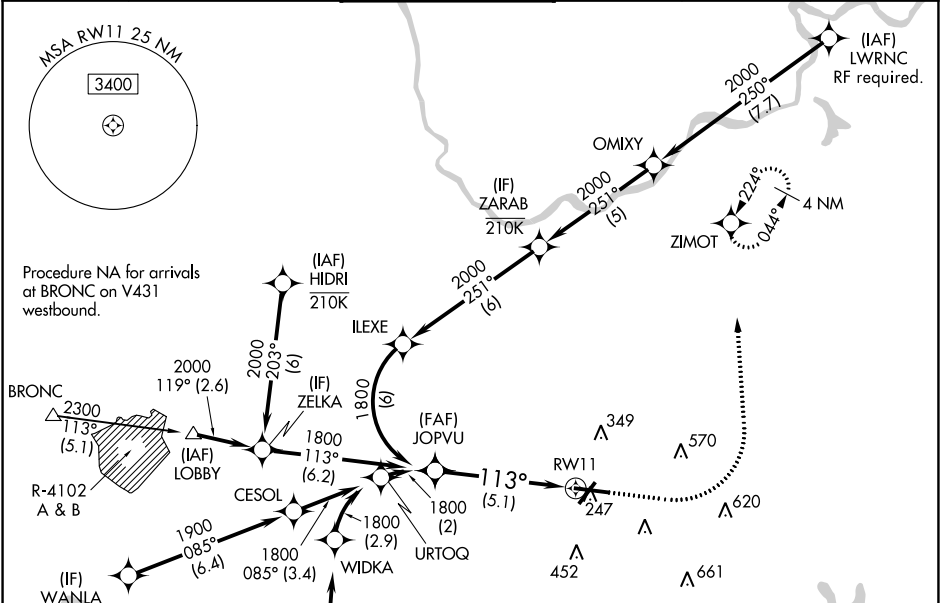 MSA RW11 25 NM
3400
(IAF)
LWRNC
RF required.
2000
250°
(7.7)
OMIXY
2000
251°
(5)
(IF)
ZARAB
210K
224°
044°
4 NM
ZIMOT
Procedure NA for arrivals
at BRONC on V431
westbound.
(IAF)
HIDRI
210K
2000
251°
(6)
ILEXE
2000
203°
(6)
2000
119° (2.6)
(IF)
ZELKA
1800
(6)
BRONC
2300
113°
(5.1)
(IAF)
LOBBY
1800
113°
(6.2)
(FAF)
JOPVU
349
570
RW11
113°
(5.1)
247
620
R-4102
A & B
CESOL
1800
(2)
1800
(2.9)
URTOQ
1900
085°
(6.4)
1800
085° (3.4)
WIDKA
452
661
(IF)
WANLA